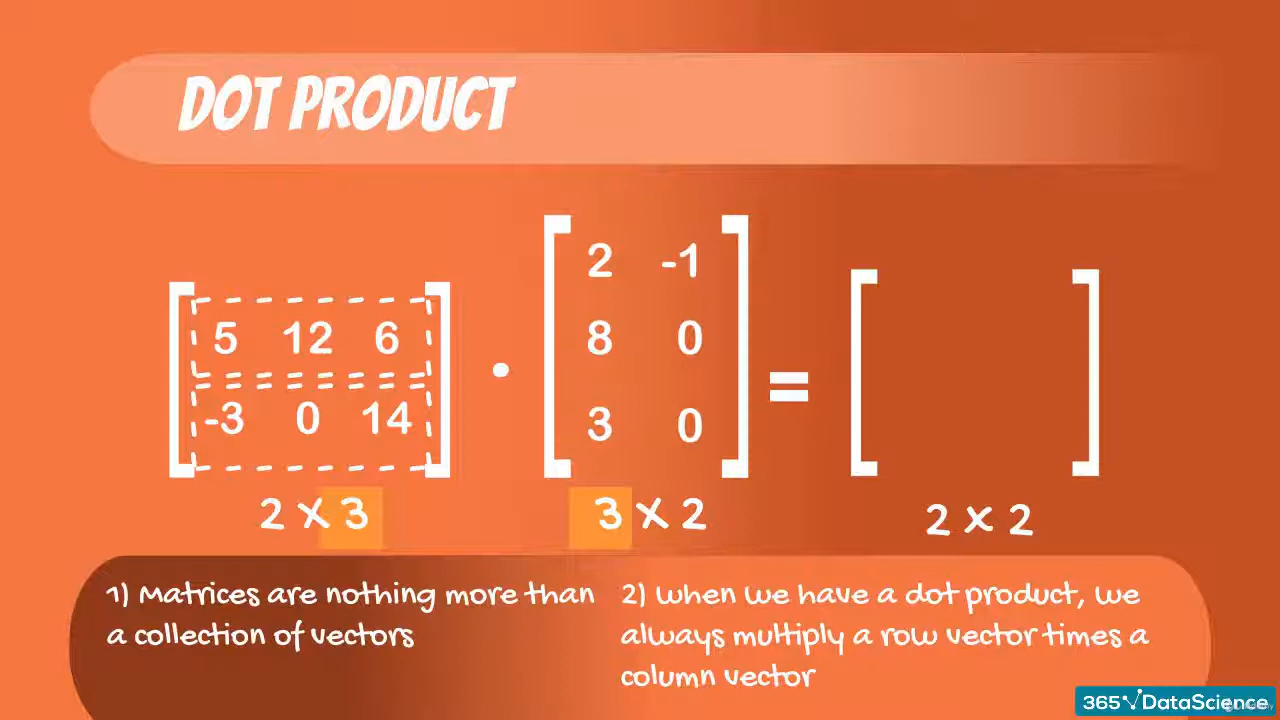 DOT PRODUCT
2 -1
5 12 6 8 0
-3 0 14 · 3 0 =
2 x 3 3 x 2 2 x 2
1) Matrices are nothing more than
a collection of vectors
2) When we have a dot product, we
always multiply a row vector times a
column vector
365 DataScience